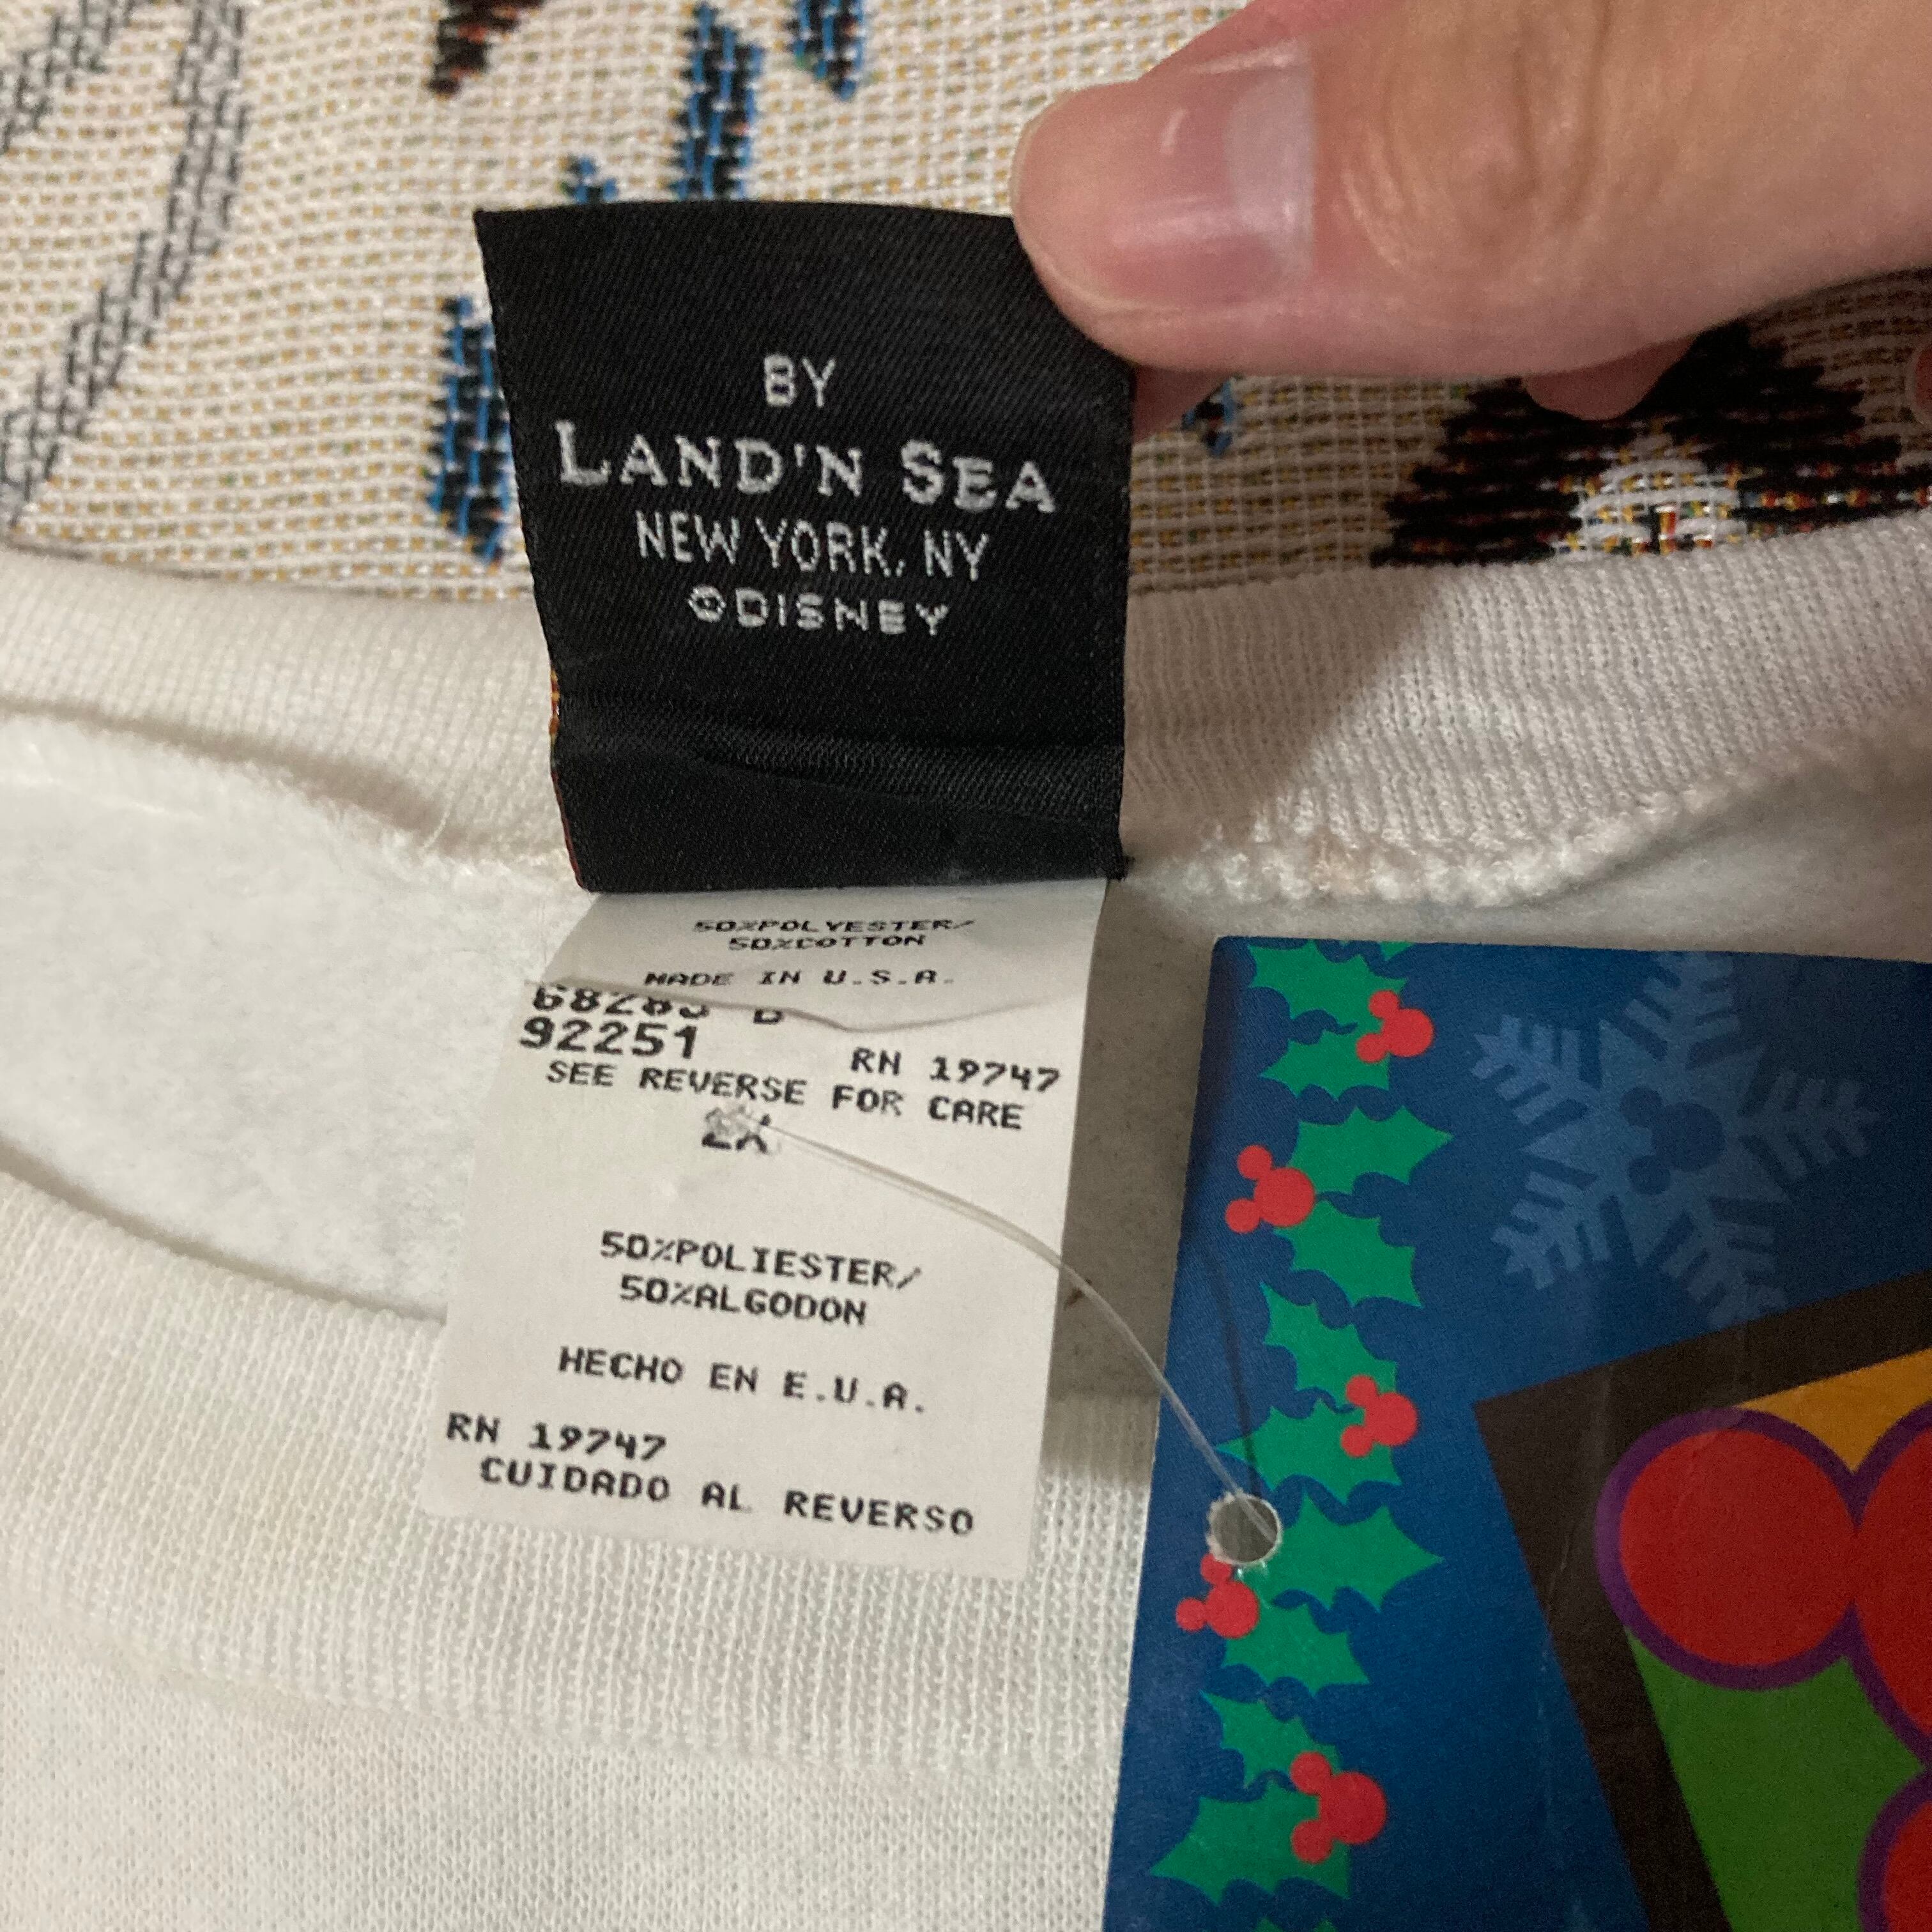 BY
LAND'N SEA
NEW YORK, NY
©DISNEY
50%POLYESTER/
50%COTTON
MADE IN U.S.A.
68283 B
92251
RN 19747
SEE REVERSE FOR CARE
2X
50%POLIESTER/
50%ALGODON
HECHO EN E.U.A.
RN 19747
CUIDADO AL REVERSO